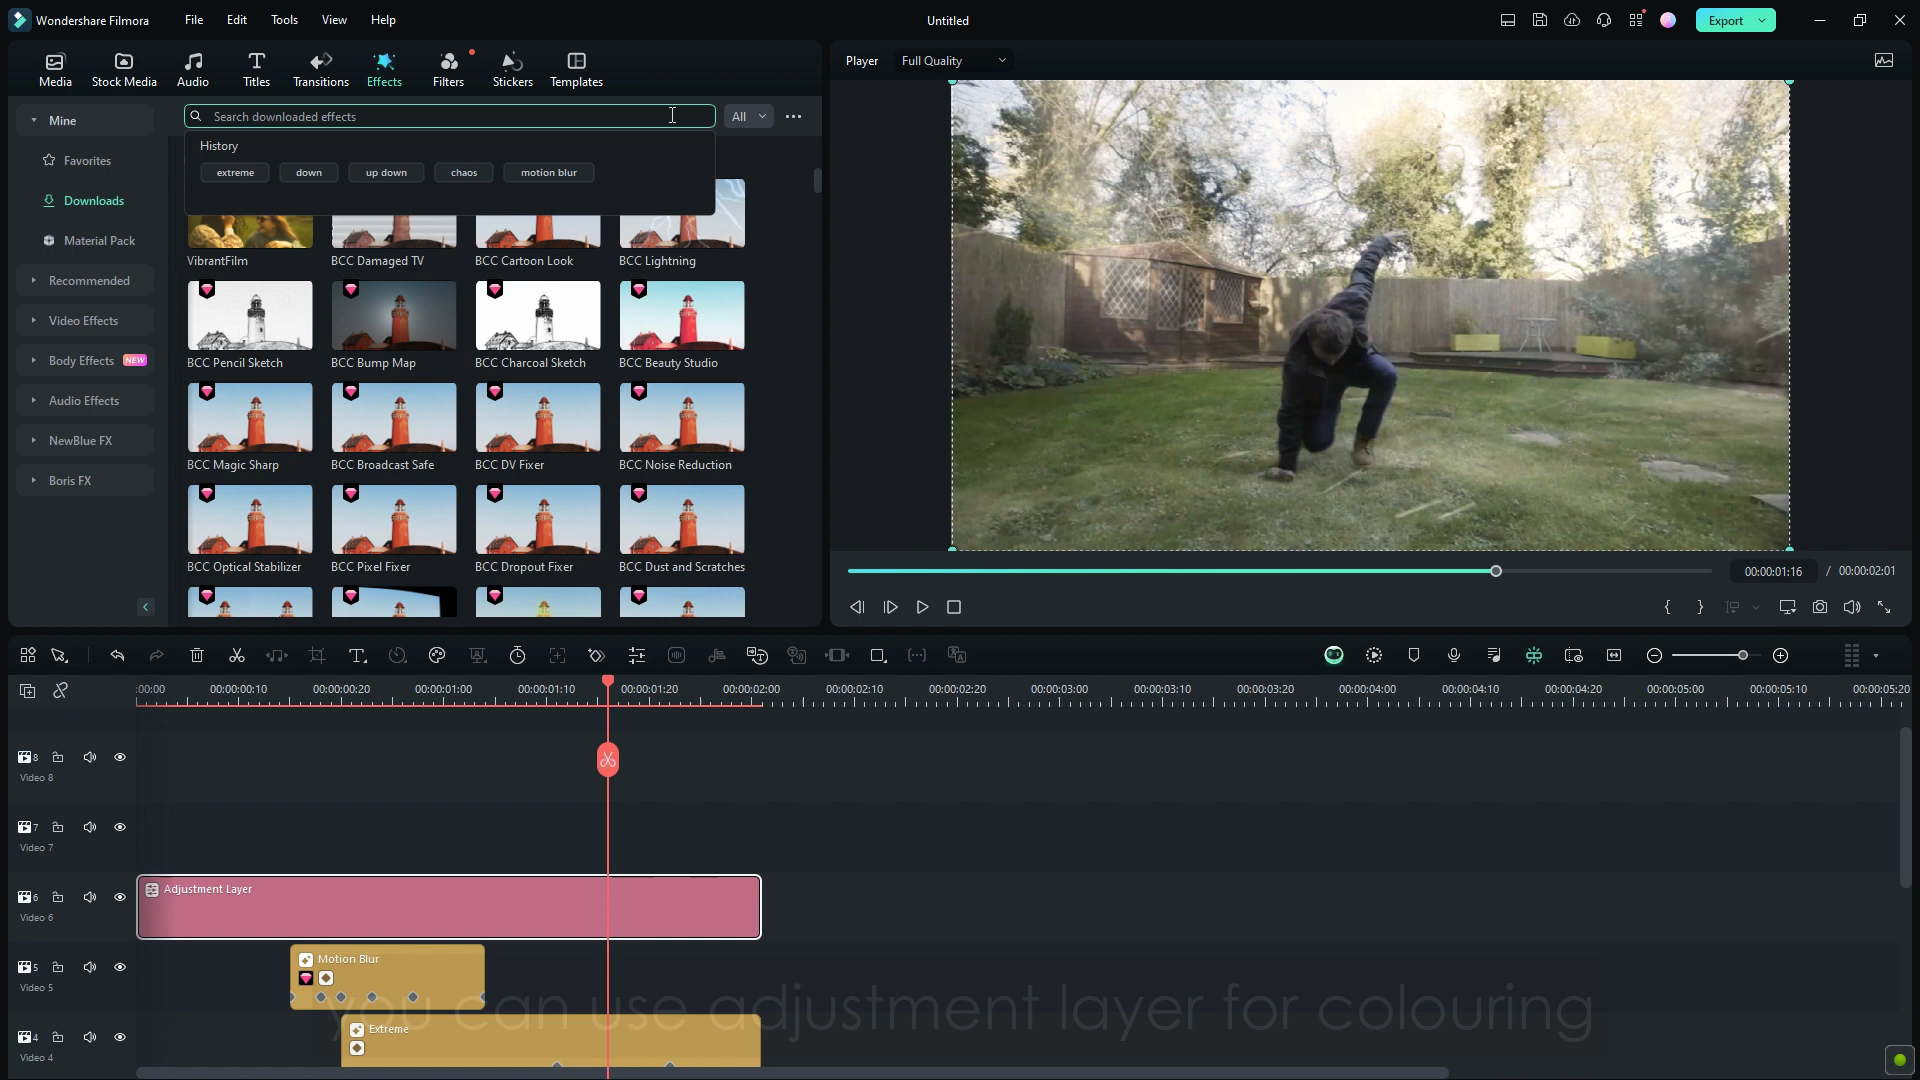 Wondershare Filmora
File
Edit
Tools
View
Help
Untitled
Export
Media
Stock Media
Audio
Titles
Transitions
Effects
Filters
Stickers
Templates
Player
Full Quality
Mine
Favorites
Downloads
Material Pack
Recommended
Video Effects
Body Effects NEW
Audio Effects
NewBlue FX
Boris FX
Search downloaded effects
All
History
extreme
down
up down
chaos
motion blur
VibrantFilm
BCC Damaged TV
BCC Cartoon Look
BCC Lightning
BCC Pencil Sketch
BCC Bump Map
BCC Charcoal Sketch
BCC Beauty Studio
BCC Magic Sharp
BCC Broadcast Safe
BCC DV Fixer
BCC Noise Reduction
BCC Optical Stabilizer
BCC Pixel Fixer
BCC Dropout Fixer
BCC Dust and Scratches
00:00:01:16 / 00:00:02:01
:00:00
00:00:00:10
00:00:00:20
00:00:01:00
00:00:01:10
00:00:01:20
00:00:02:00
00:00:02:10
00:00:02:20
00:00:03:00
00:00:03:10
00:00:03:20
00:00:04:00
00:00:04:10
00:00:04:20
00:00:05:00
00:00:05:10
00:00:05:20
8
Video 8
7
Video 7
6
Video 6
Adjustment Layer
5
Video 5
Motion Blur
you can use adjustment layer for colouring
4
Video 4
Extreme